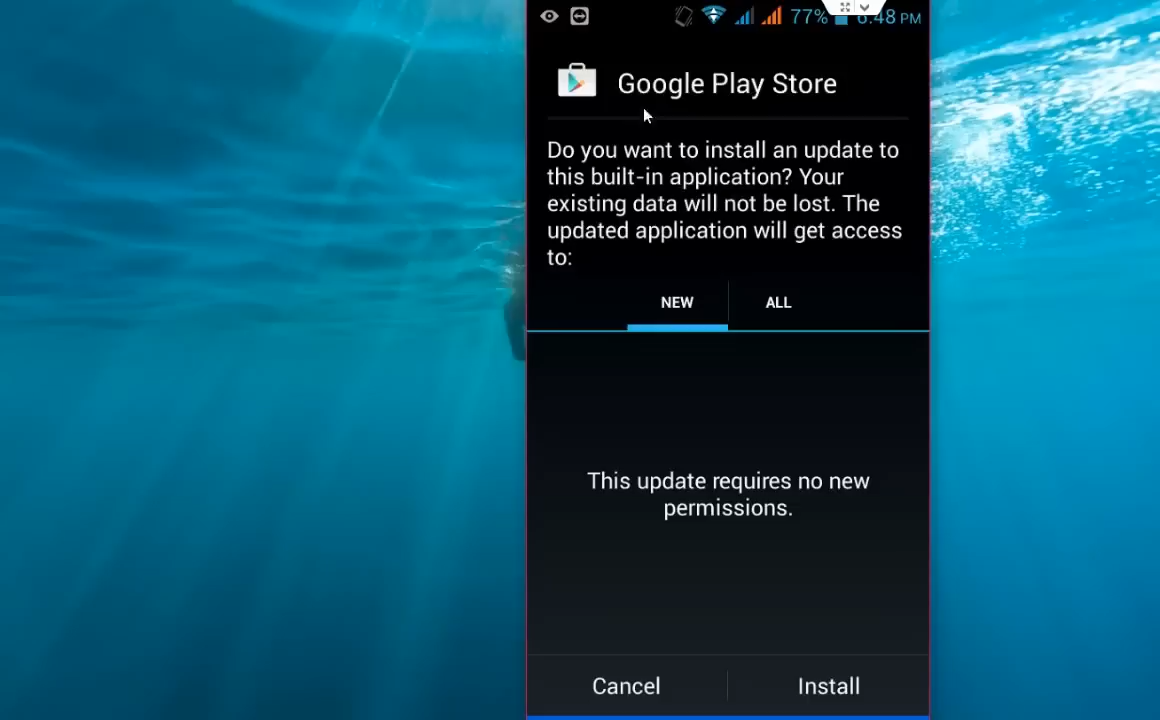 77% 6:48 PM
Google Play Store
Do you want to install an update to
this built-in application? Your
existing data will not be lost. The
updated application will get access
to:
NEW ALL
This update requires no new
permissions.
Cancel Install